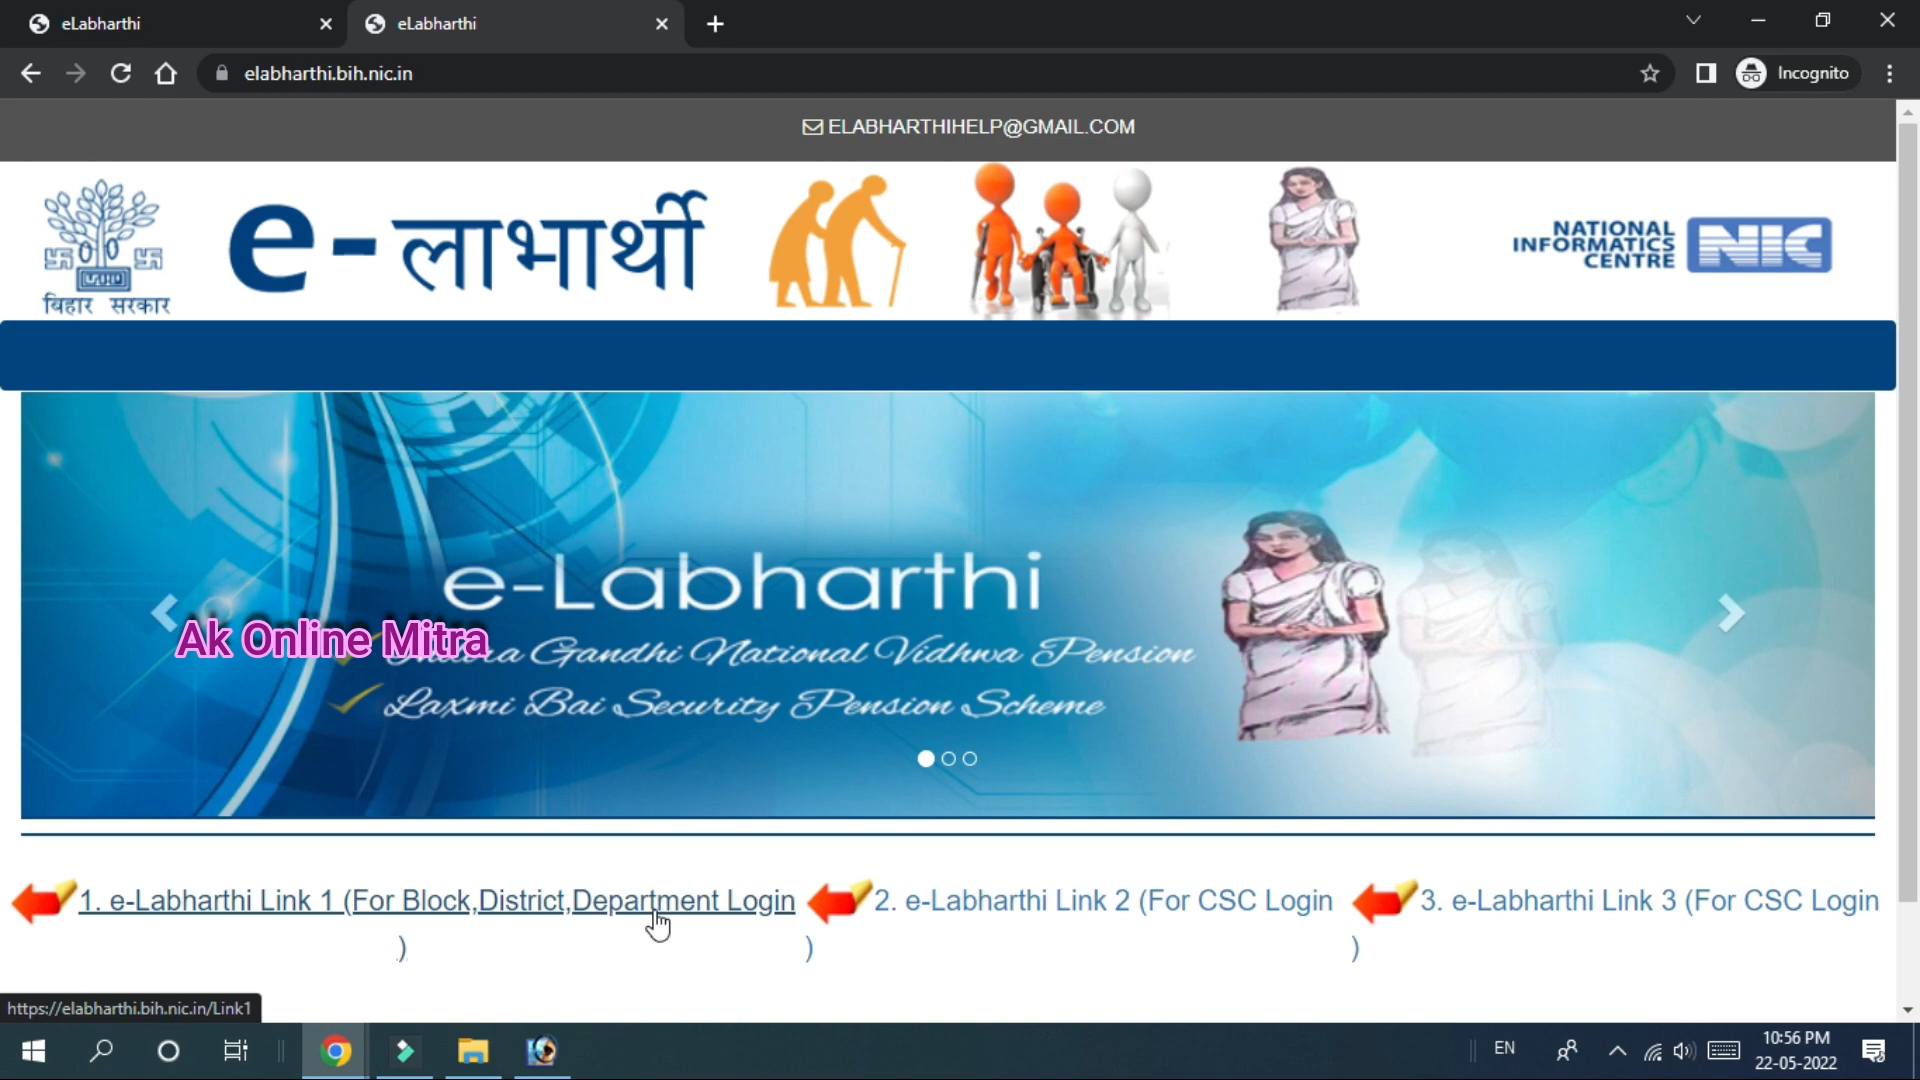 eLabharthi
eLabharthi
elabharthi.bih.nic.in
Incognito
ELABHARTHIHELP@GMAIL.COM
बिहार सरकार
e-लाभार्थी
NATIONAL
INFORMATICS
CENTRE
NIC
e-Labharthi
Ak Online Mitra
Gandhi National Vidhwa Pension
Laxmi Bai Security Pension Scheme
1. e-Labharthi Link 1 (For Block,District,Department Login
)
2. e-Labharthi Link 2 (For CSC Login
)
3. e-Labharthi Link 3 (For CSC Login
)
https://elabharthi.bih.nic.in/Link1
EN
10:56 PM
22-05-2022